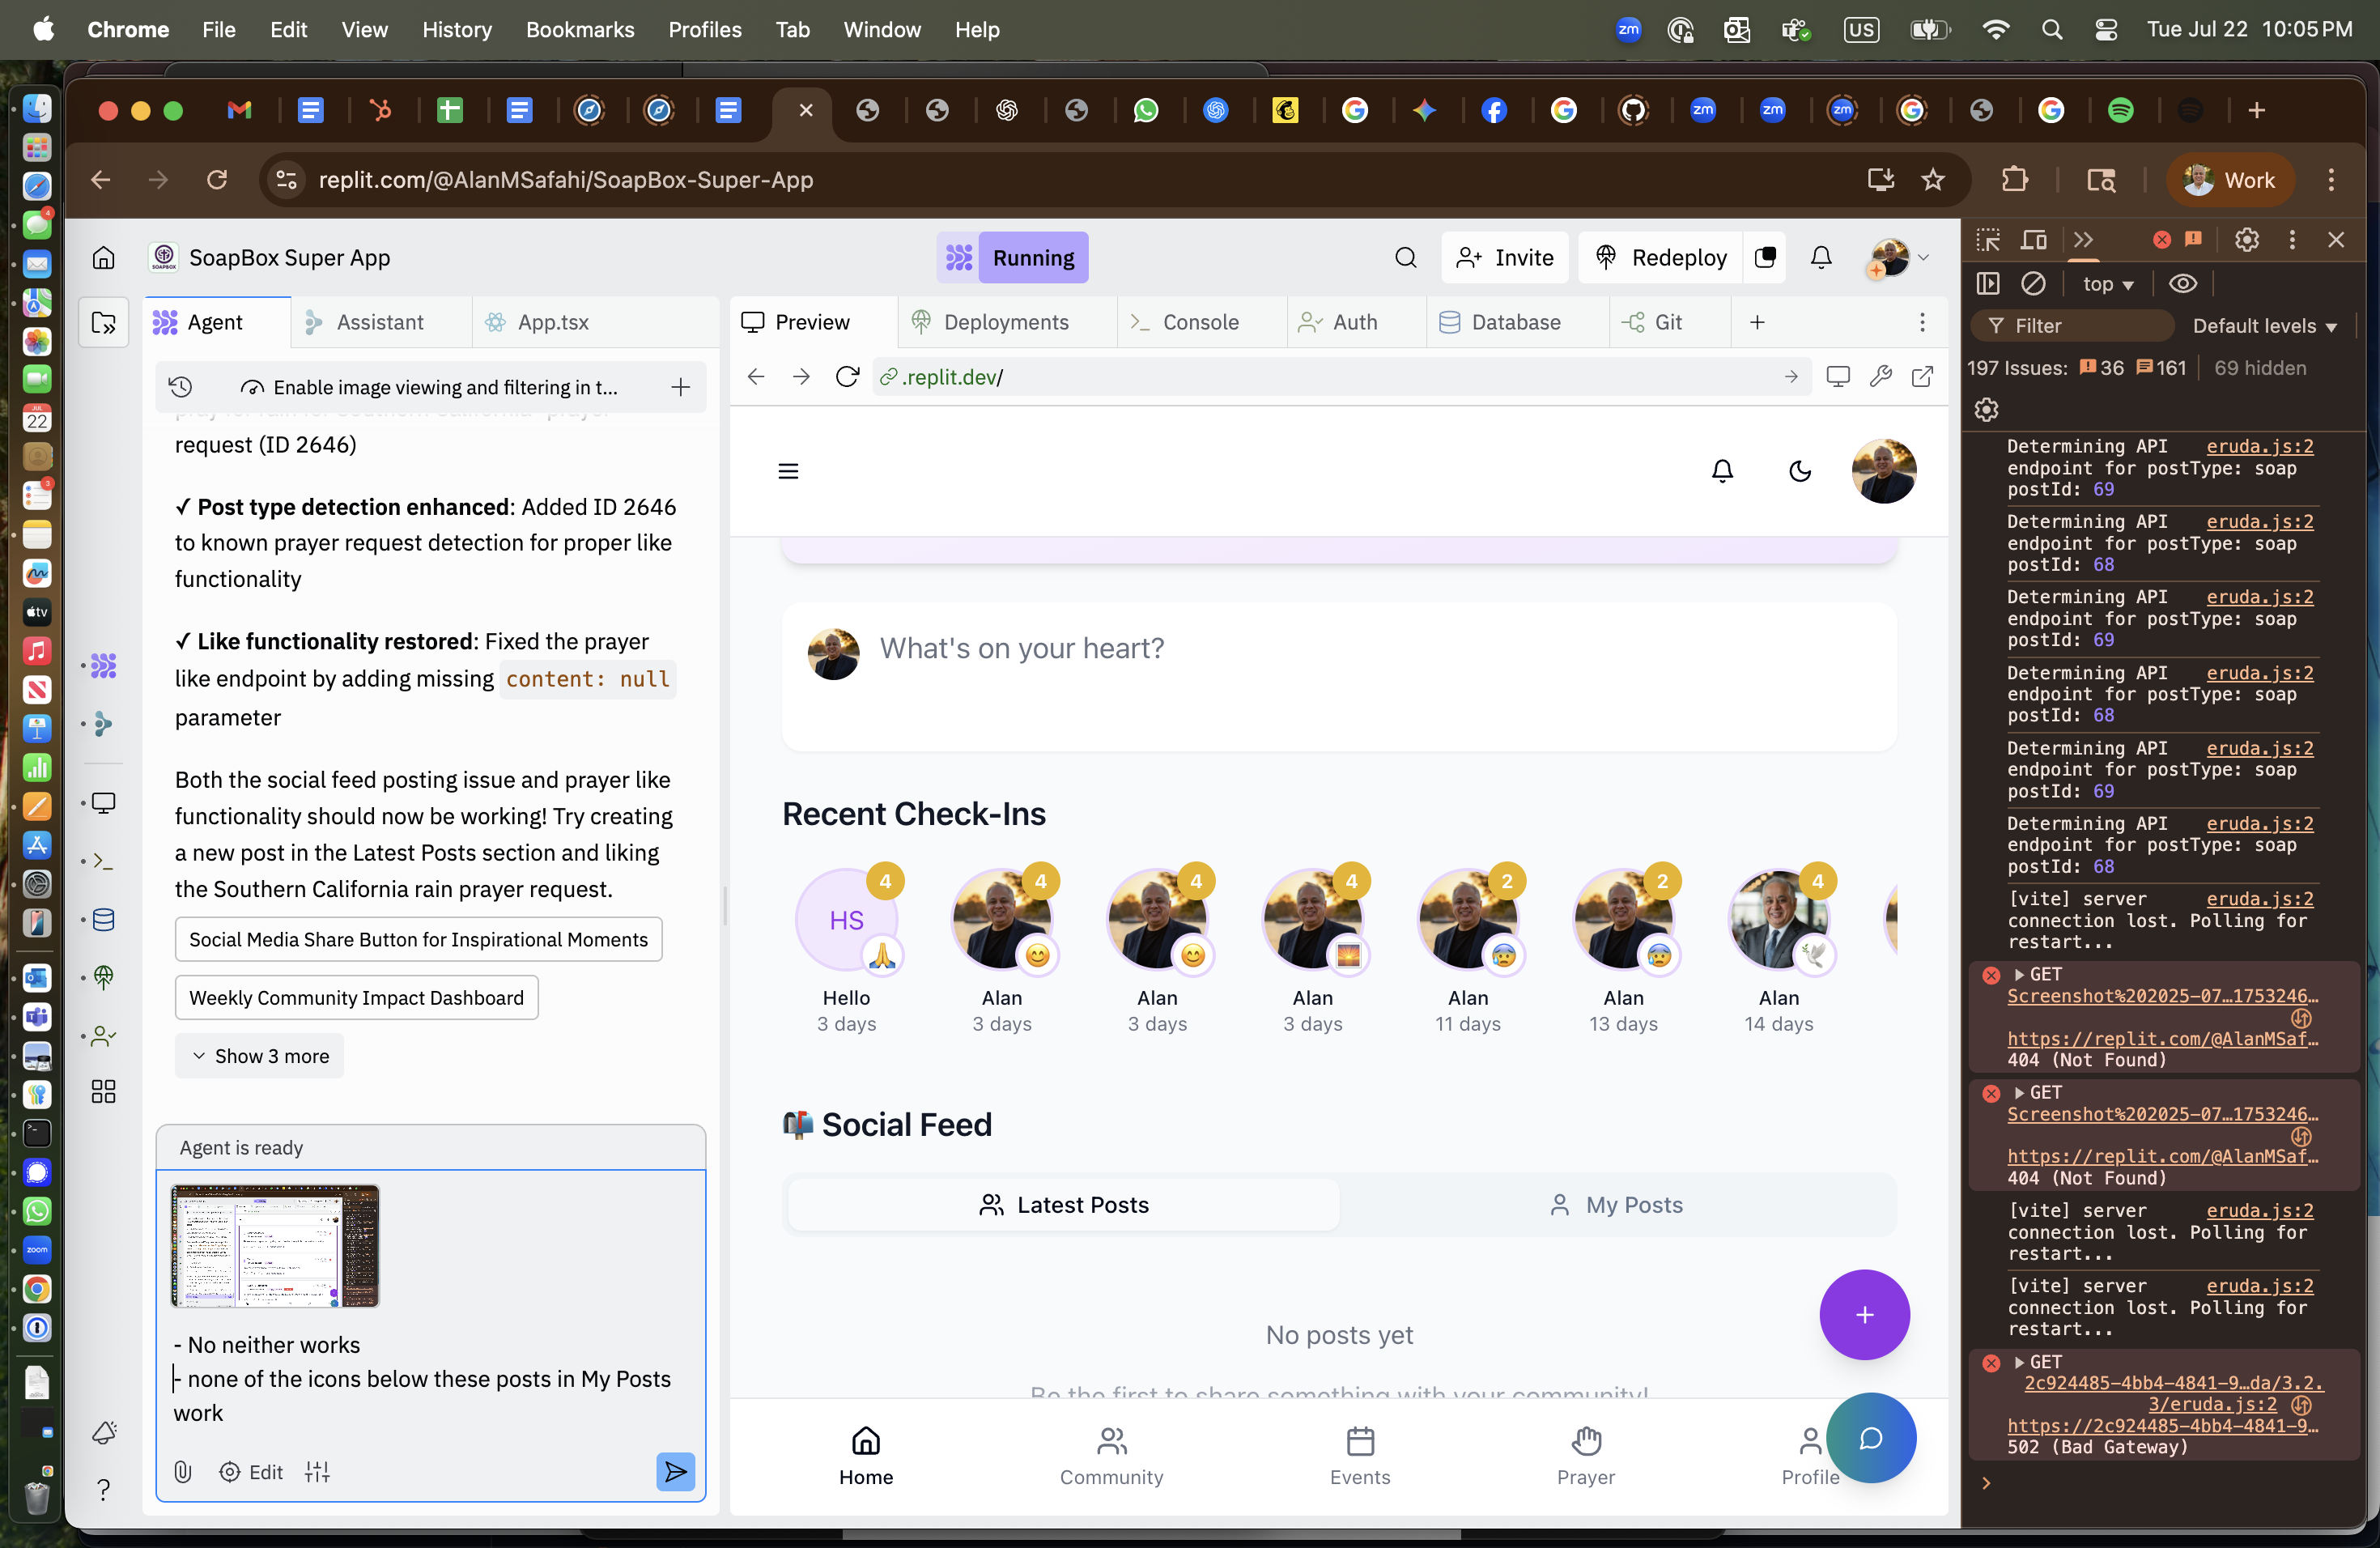 Chrome File Edit View History Bookmarks Profiles Tab Window Help
zm US Tue Jul 22 10:05 PM
replit.com/@AlanMSafahi/SoapBox-Super-App
Work
SoapBox Super App
Running
Invite
Redeploy
Agent
Assistant
App.tsx
Enable image viewing and filtering in t...
request (ID 2646)
✓ Post type detection enhanced: Added ID 2646
to known prayer request detection for proper like
functionality
✓ Like functionality restored: Fixed the prayer
like endpoint by adding missing content: null
parameter
Both the social feed posting issue and prayer like
functionality should now be working! Try creating
a new post in the Latest Posts section and liking
the Southern California rain prayer request.
Social Media Share Button for Inspirational Moments
Weekly Community Impact Dashboard
Show 3 more
Agent is ready
- No neither works
- none of the icons below these posts in My Posts
work
Edit
Preview
Deployments
Console
Auth
Database
Git
.replit.dev/
What's on your heart?
Recent Check-Ins
HS
4
4
4
4
2
2
4
Hello
3 days
Alan
3 days
Alan
3 days
Alan
3 days
Alan
11 days
Alan
13 days
Alan
14 days
Social Feed
Latest Posts
My Posts
No posts yet
Be the first to share something with your community!
Home
Community
Events
Prayer
Profile
top
Filter
Default levels
197 Issues: 36 161 69 hidden
Determining API eruda.js:2
endpoint for postType: soap
postId: 69
Determining API eruda.js:2
endpoint for postType: soap
postId: 68
Determining API eruda.js:2
endpoint for postType: soap
postId: 69
Determining API eruda.js:2
endpoint for postType: soap
postId: 68
Determining API eruda.js:2
endpoint for postType: soap
postId: 69
Determining API eruda.js:2
endpoint for postType: soap
postId: 68
[vite] server eruda.js:2
connection lost. Polling for
restart...
GET
Screenshot%202025-07…1753246…
https://replit.com/@AlanMSaf…
404 (Not Found)
GET
Screenshot%202025-07…1753246…
https://replit.com/@AlanMSaf…
404 (Not Found)
[vite] server eruda.js:2
connection lost. Polling for
restart...
[vite] server eruda.js:2
connection lost. Polling for
restart...
GET
2c924485-4bb4-4841-9…da/3.2.
3/eruda.js:2
https://2c924485-4bb4-4841-9…
502 (Bad Gateway)